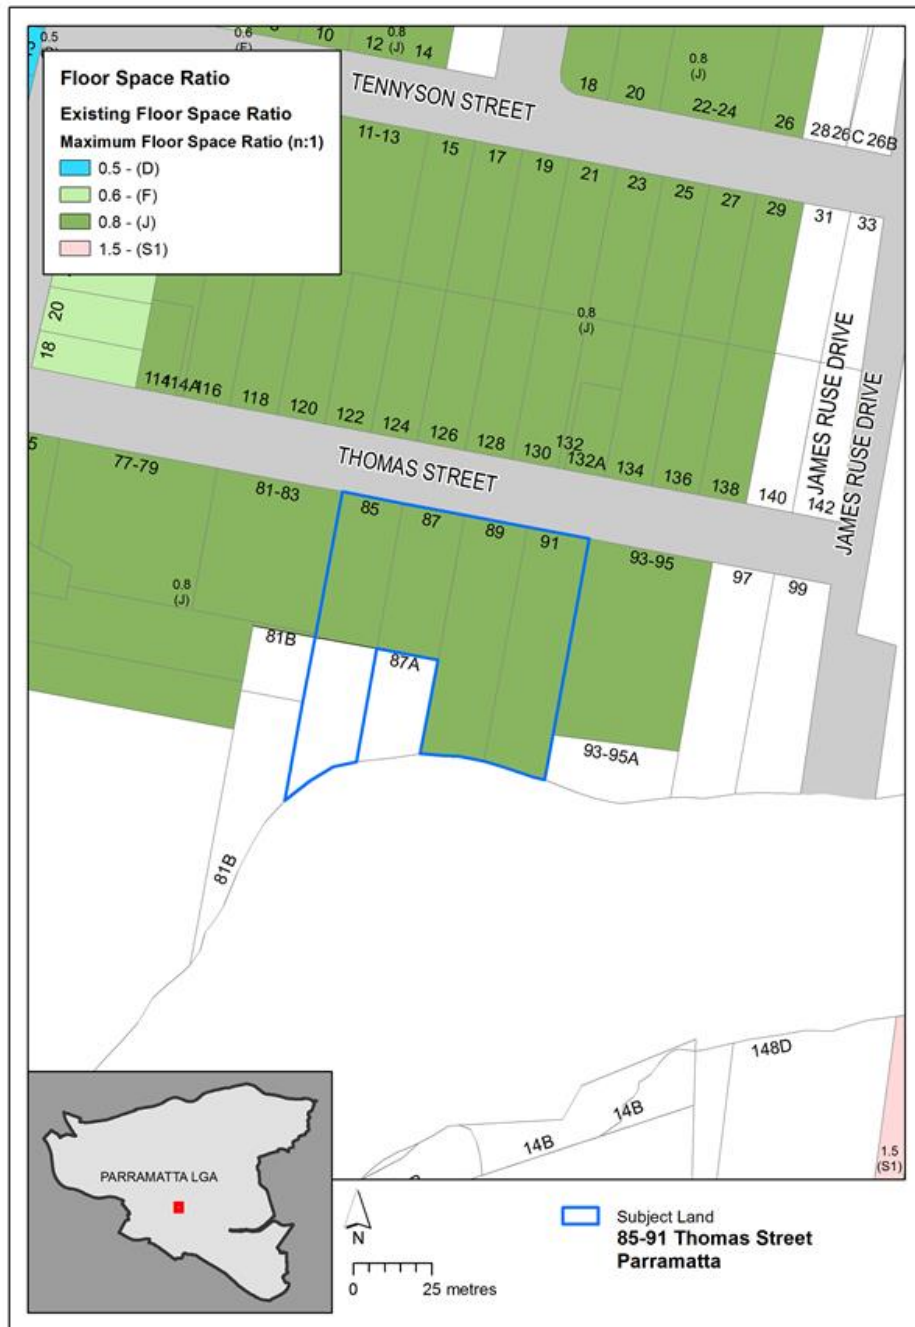 0.5
10
12
14
0.6
(F)
0.8
(J)
Floor Space Ratio
Existing Floor Space Ratio
Maximum Floor Space Ratio (n:1)
0.5 - (D)
0.6 - (F)
0.8 - (J)
1.5 - (S1)
TENNYSON STREET
0.8
(J)
18
20
22-24
26
28
26C
26B
11-13
15
17
19
21
23
25
27
29
31
33
0.8
(J)
20
18
JAMES RUSE DRIVE
JAMES RUSE DRIVE
114
114A
116
118
120
122
124
126
128
130
132
132A
134
136
138
140
142
THOMAS STREET
77-79
81-83
85
87
89
91
93-95
97
99
0.8
(J)
81B
87A
93-95A
81B
148D
14B
14B
1.5
(S1)
PARRAMATTA LGA
N
0 25 metres
Subject Land
85-91 Thomas Street
Parramatta